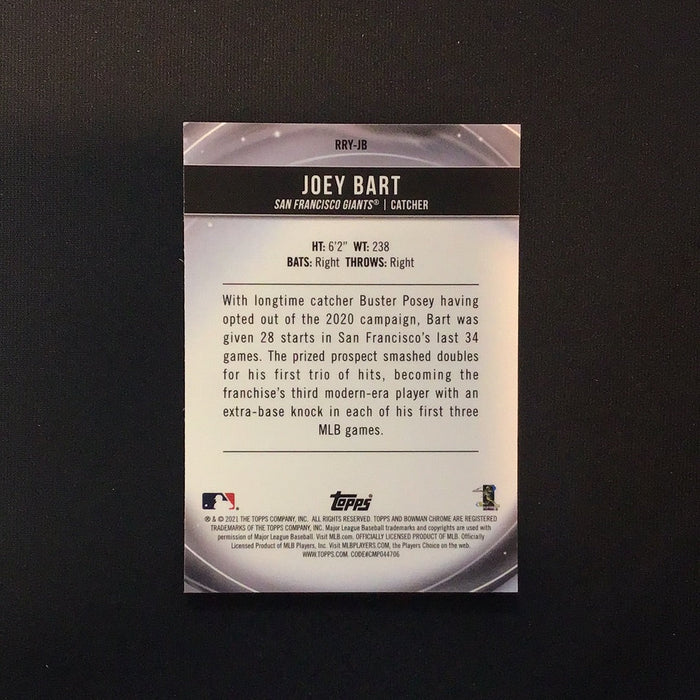 RRY-JB
JOEY BART
SAN FRANCISCO GIANTS® | CATCHER
HT: 6'2" WT: 238
BATS: Right THROWS: Right
With longtime catcher Buster Posey having
opted out of the 2020 campaign, Bart was
given 28 starts in San Francisco's last 34
games. The prized prospect smashed doubles
for his first trio of hits, becoming the
franchise's third modern-era player with an
extra-base knock in each of his first three
MLB games.
Topps
® & © 2021 THE TOPPS COMPANY, INC. ALL RIGHTS RESERVED. TOPPS AND BOWMAN CHROME ARE REGISTERED
TRADEMARKS OF THE TOPPS COMPANY, INC. Major League Baseball trademarks and copyrights are used with
permission of Major League Baseball. Visit MLB.com. OFFICIALLY LICENSED PRODUCT OF MLB. Officially
Licensed Product of MLB Players, Inc. Visit MLBPLAYERS.COM, the Players Choice on the web.
WWW.TOPPS.COM. CODE#CMP044706